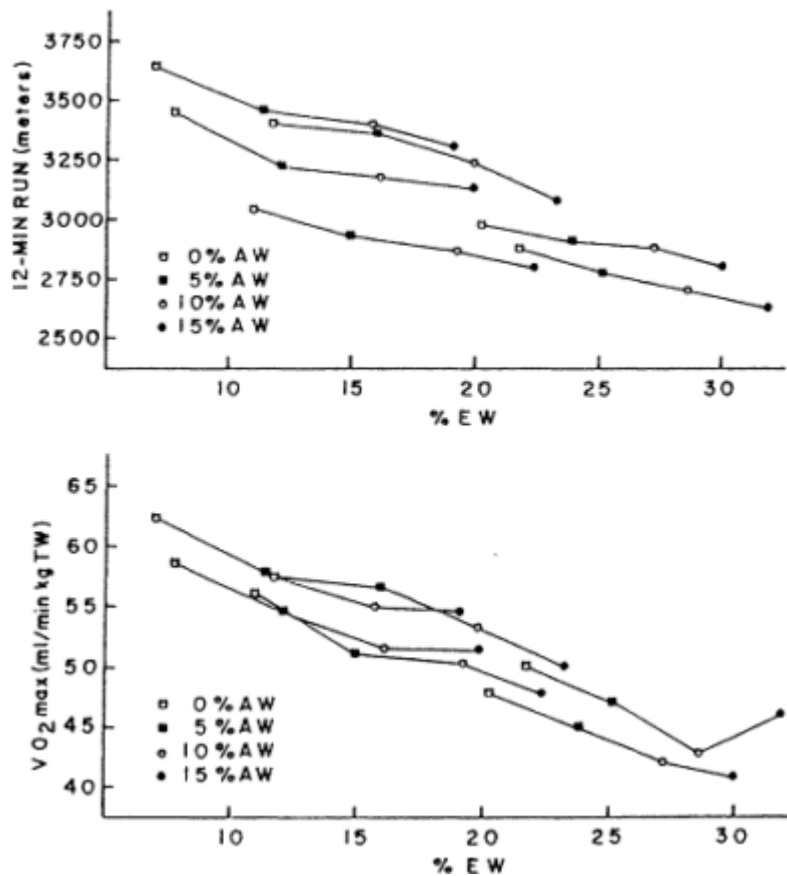 3750
3500
3250
3000
2750
2500
12-MIN RUN (meters)
0% AW
5% AW
10% AW
15% AW
10 15 20 25 30
% EW
65
60
55
50
45
40
VO2max (ml/min kg TW)
0% AW
5% AW
10% AW
15% AW
10 15 20 25 30
% EW